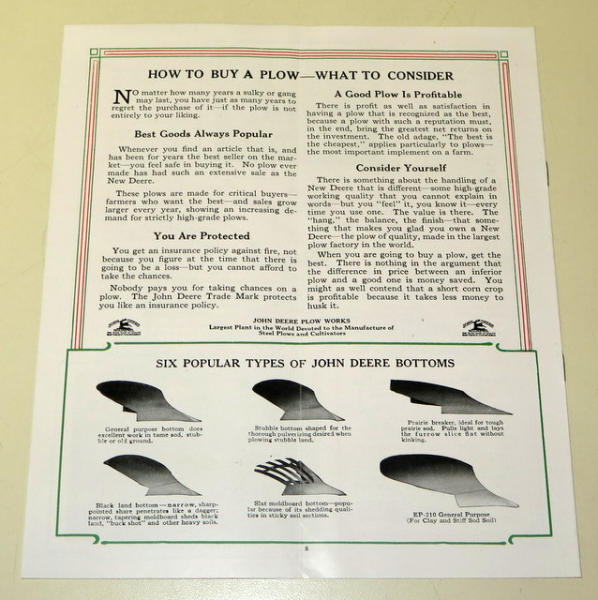 HOW TO BUY A PLOW—WHAT TO CONSIDER
NO matter how many years a sulky or gang
may last, you have just as many years to
regret the purchase of it—if the plow is not
entirely to your liking.
Best Goods Always Popular
Whenever you find an article that is, and
has been for years the best seller on the mar-
ket—you feel safe in buying it. No plow ever
made has had such an extensive sale as the
New Deere.
These plows are made for critical buyers—
farmers who want the best—and sales grow
larger every year, showing an increasing de-
mand for strictly high-grade plows.
You Are Protected
You get an insurance policy against fire, not
because you figure at the time that there is
going to be a loss—but you cannot afford to
take the chances.
Nobody pays you for taking chances on a
plow. The John Deere Trade Mark protects
you like an insurance policy.
A Good Plow Is Profitable
There is profit as well as satisfaction in
having a plow that is recognized as the best,
because a plow with such a reputation must,
in the end, bring the greatest net returns on
the investment. The old adage, "The best is
the cheapest," applies particularly to plows—
the most important implement on a farm.
Consider Yourself
There is something about the handling of a
New Deere that is different—some high-grade
working quality that you cannot explain in
words—but you "feel" it, you know it—every
time you use one. The value is there. The
"hang," the balance, the finish—that some-
thing that makes you glad you own a New
Deere—the plow of quality, made in the largest
plow factory in the world.
When you are going to buy a plow, get the
best. There is nothing in the argument that
the difference in price between an inferior
plow and a good one is money saved. You
might as well contend that a short corn crop
is profitable because it takes less money to
husk it.
JOHN DEERE PLOW WORKS
Largest Plant in the World Devoted to the Manufacture of
Steel Plows and Cultivators
SIX POPULAR TYPES OF JOHN DEERE BOTTOMS
General purpose bottom does
excellent work in tame sod, stub-
ble or old ground.
Stubble bottom shaped for the
thorough pulverizing desired when
plowing stubble land.
Prairie breaker, ideal for tough
prairie sod. Pulls light and lays
the furrow slice flat without
kinking.
Black land bottom—narrow, sharp-
pointed share penetrates like a dagger;
narrow, tapering moldboard sheds black
land, "buck shot" and other heavy soils.
Slat moldboard bottom—popu-
lar because of its shedding quali-
ties in sticky soil sections.
EP-210 General Purpose
(For Clay and Stiff Sod Soil)